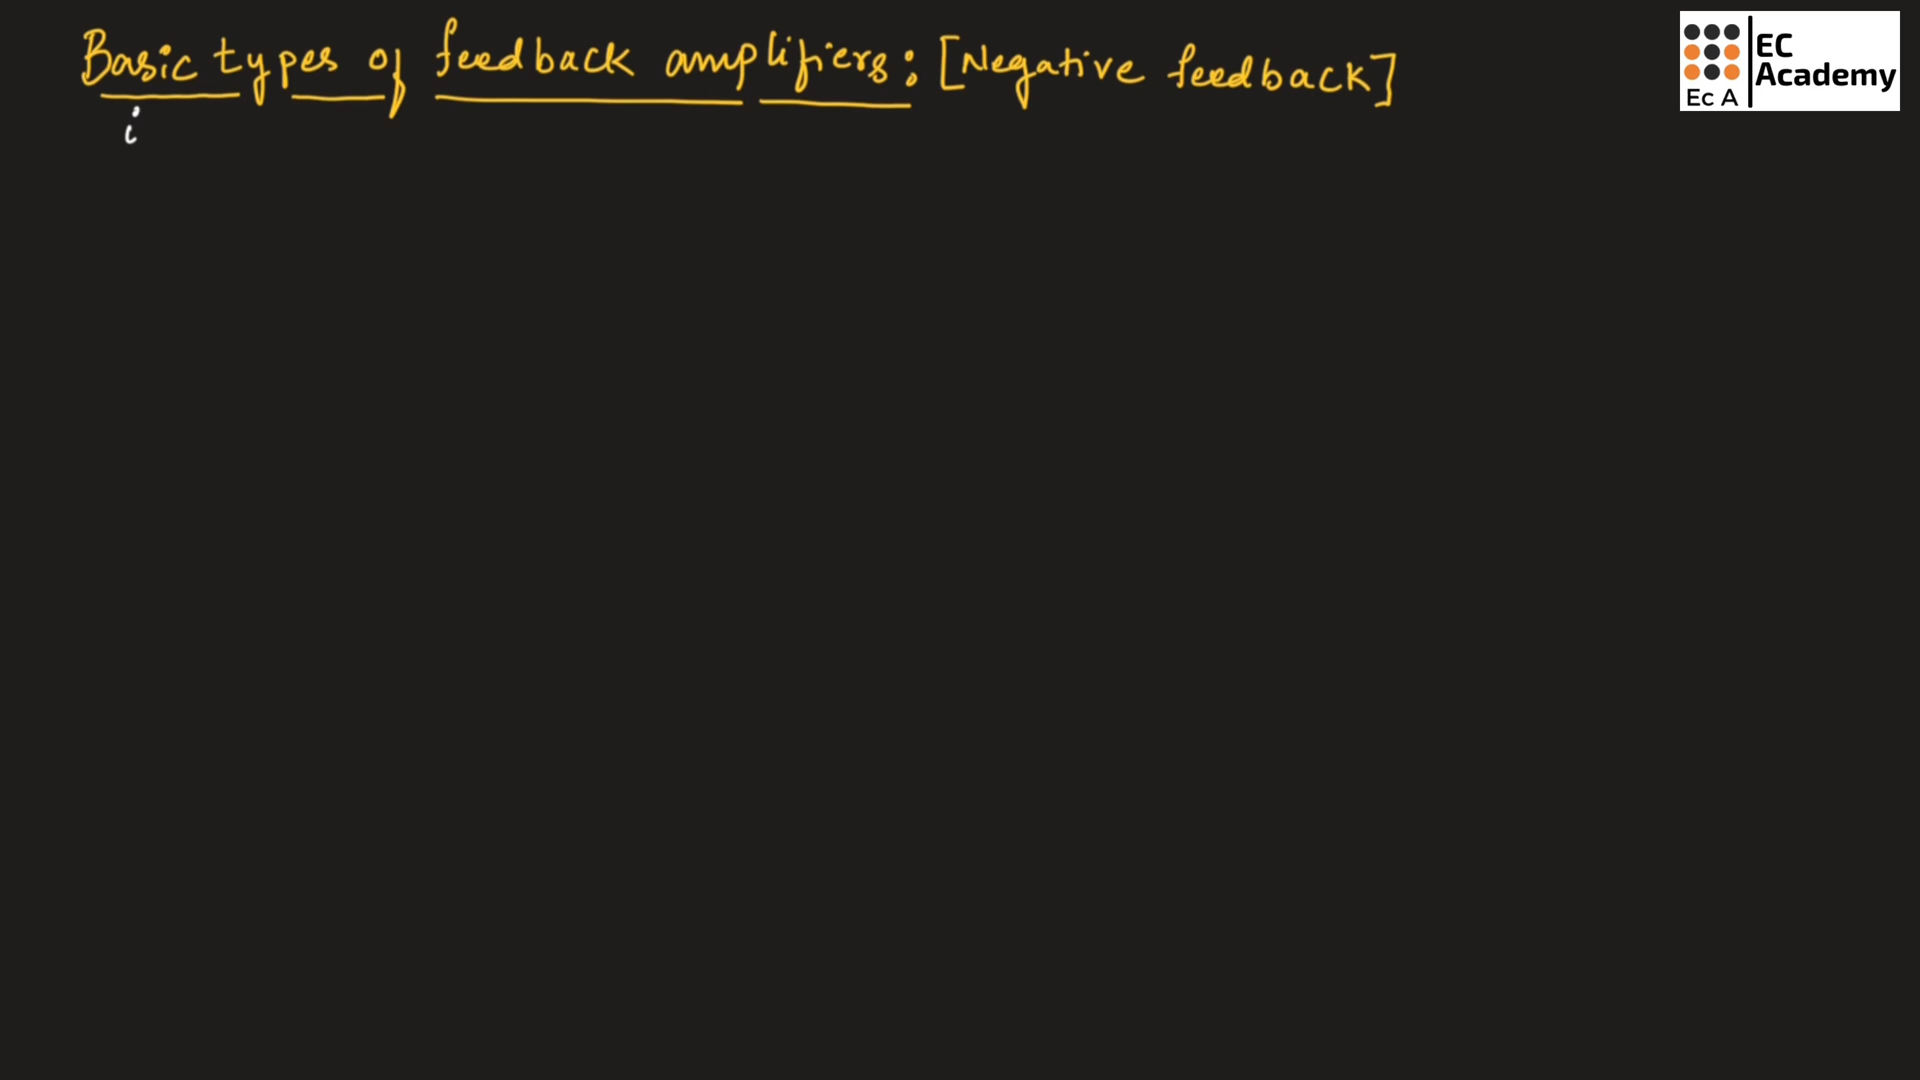 Basic types of feedback amplifiers: [Negative feedback]
i
EC
Academy
Ec A